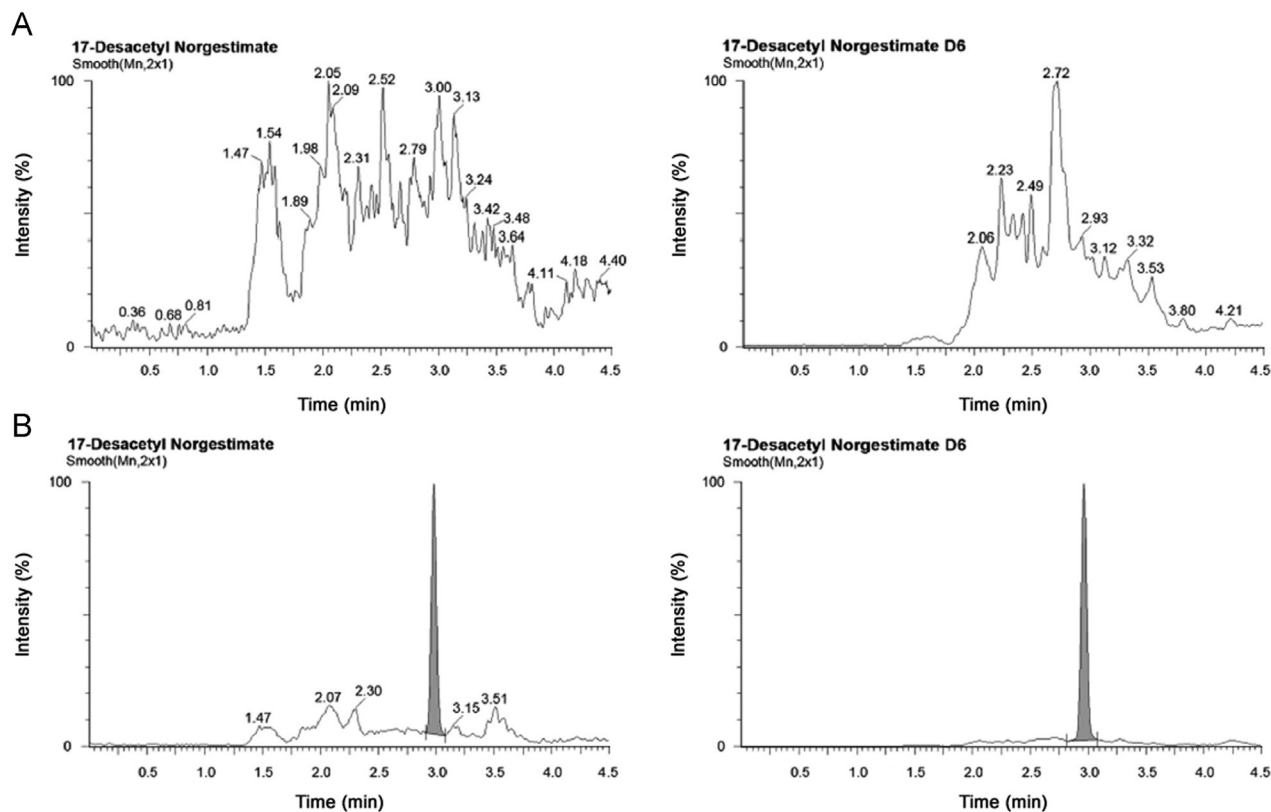 A
17-Desacetyl Norgestimate
Smooth(Mn,2x1)
100
2.05
2.09
2.52
3.00
3.13
1.54
1.47
1.98
2.31
2.79
1.89
3.24
3.42
3.48
3.64
4.11
4.18
4.40
0.36
0.68
0.81
0
Intensity (%)
0.5 1.0 1.5 2.0 2.5 3.0 3.5 4.0 4.5
Time (min)
17-Desacetyl Norgestimate D6
Smooth(Mn,2x1)
100
2.72
2.23
2.49
2.06
2.93
3.12
3.32
3.53
3.80
4.21
0
Intensity (%)
0.5 1.0 1.5 2.0 2.5 3.0 3.5 4.0 4.5
Time (min)
B
17-Desacetyl Norgestimate
Smooth(Mn,2x1)
100
1.47
2.07
2.30
3.15
3.51
0
Intensity (%)
0.5 1.0 1.5 2.0 2.5 3.0 3.5 4.0 4.5
Time (min)
17-Desacetyl Norgestimate D6
Smooth(Mn,2x1)
100
0
Intensity (%)
0.5 1.0 1.5 2.0 2.5 3.0 3.5 4.0 4.5
Time (min)